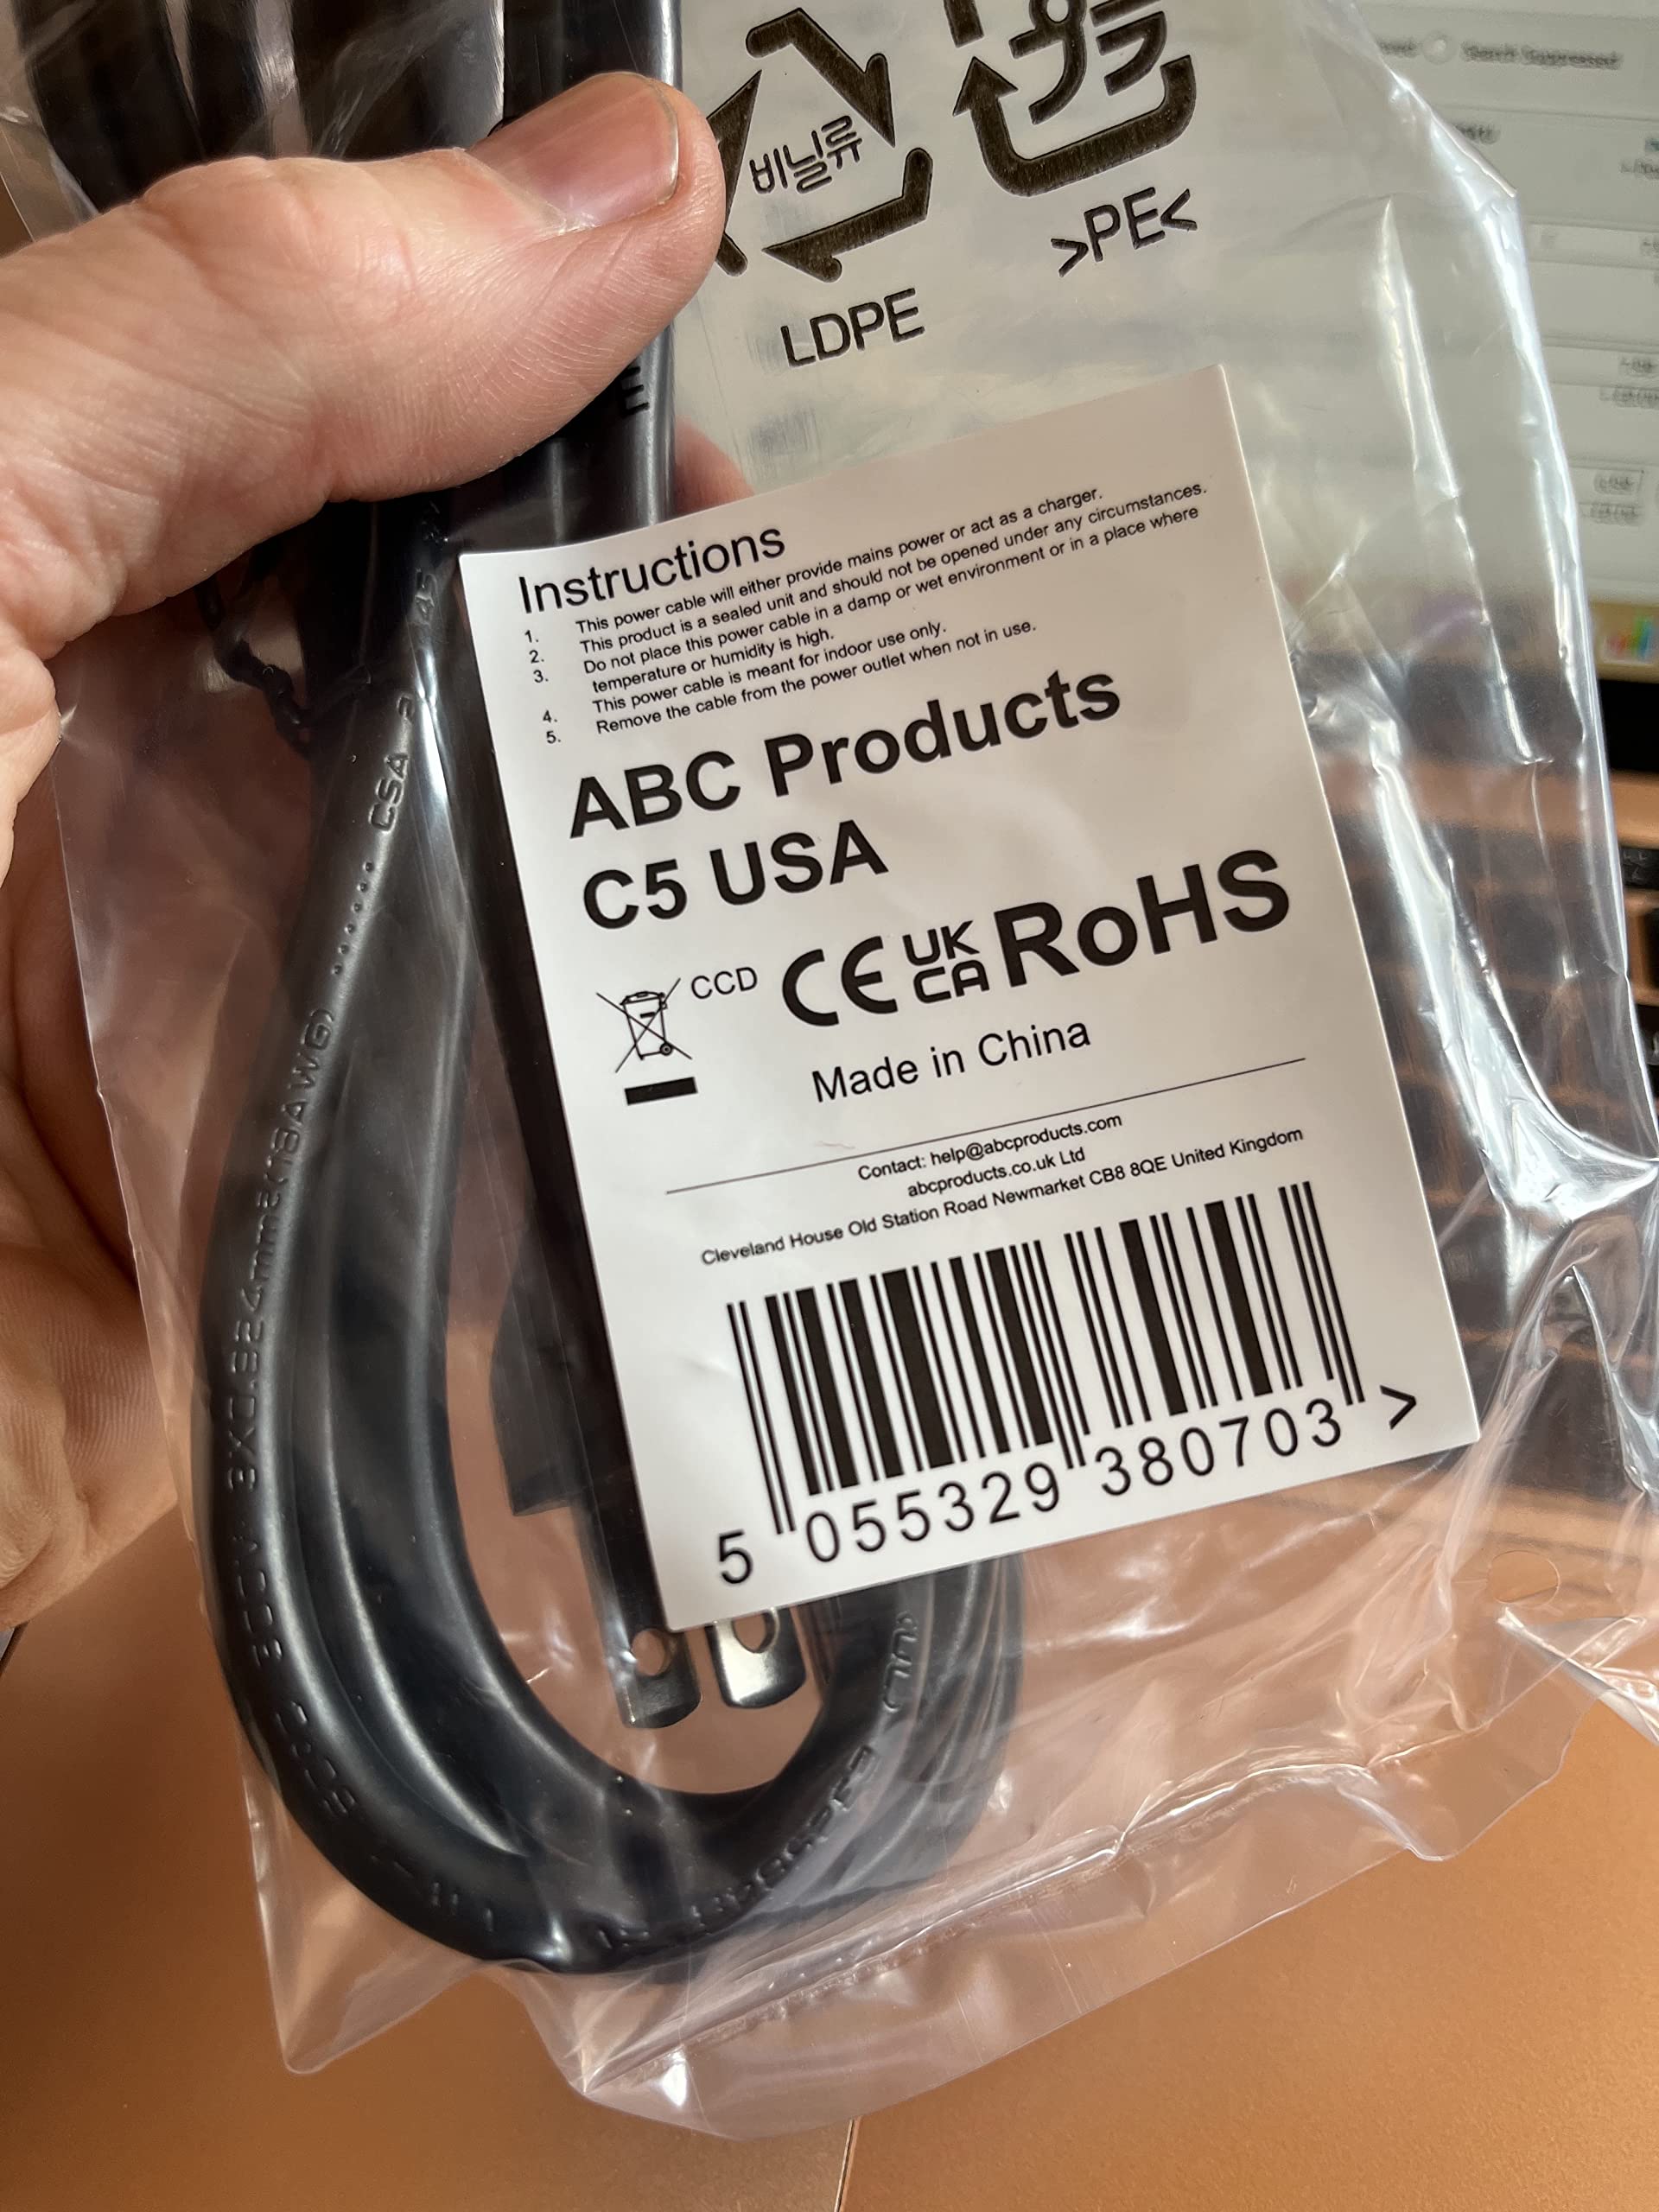 비닐류
LDPE
>PE<
Instructions
1. This power cable will either provide mains power or act as a charger.
2. This product is a sealed unit and should not be opened under any circumstances.
3. Do not place this power cable in a damp or wet environment or in a place where
temperature or humidity is high.
4. This power cable is meant for indoor use only.
5. Remove the cable from the power outlet when not in use.
ABC Products
C5 USA
CCD CE UK
CA RoHS
Made in China
Contact: help@abcproducts.com
abcproducts.co.uk Ltd
Cleveland House Old Station Road Newmarket CB8 8QE United Kingdom
5 055329 380703 >
3X0.824mm2(18AWG) ...... CSA
300V
(UL)